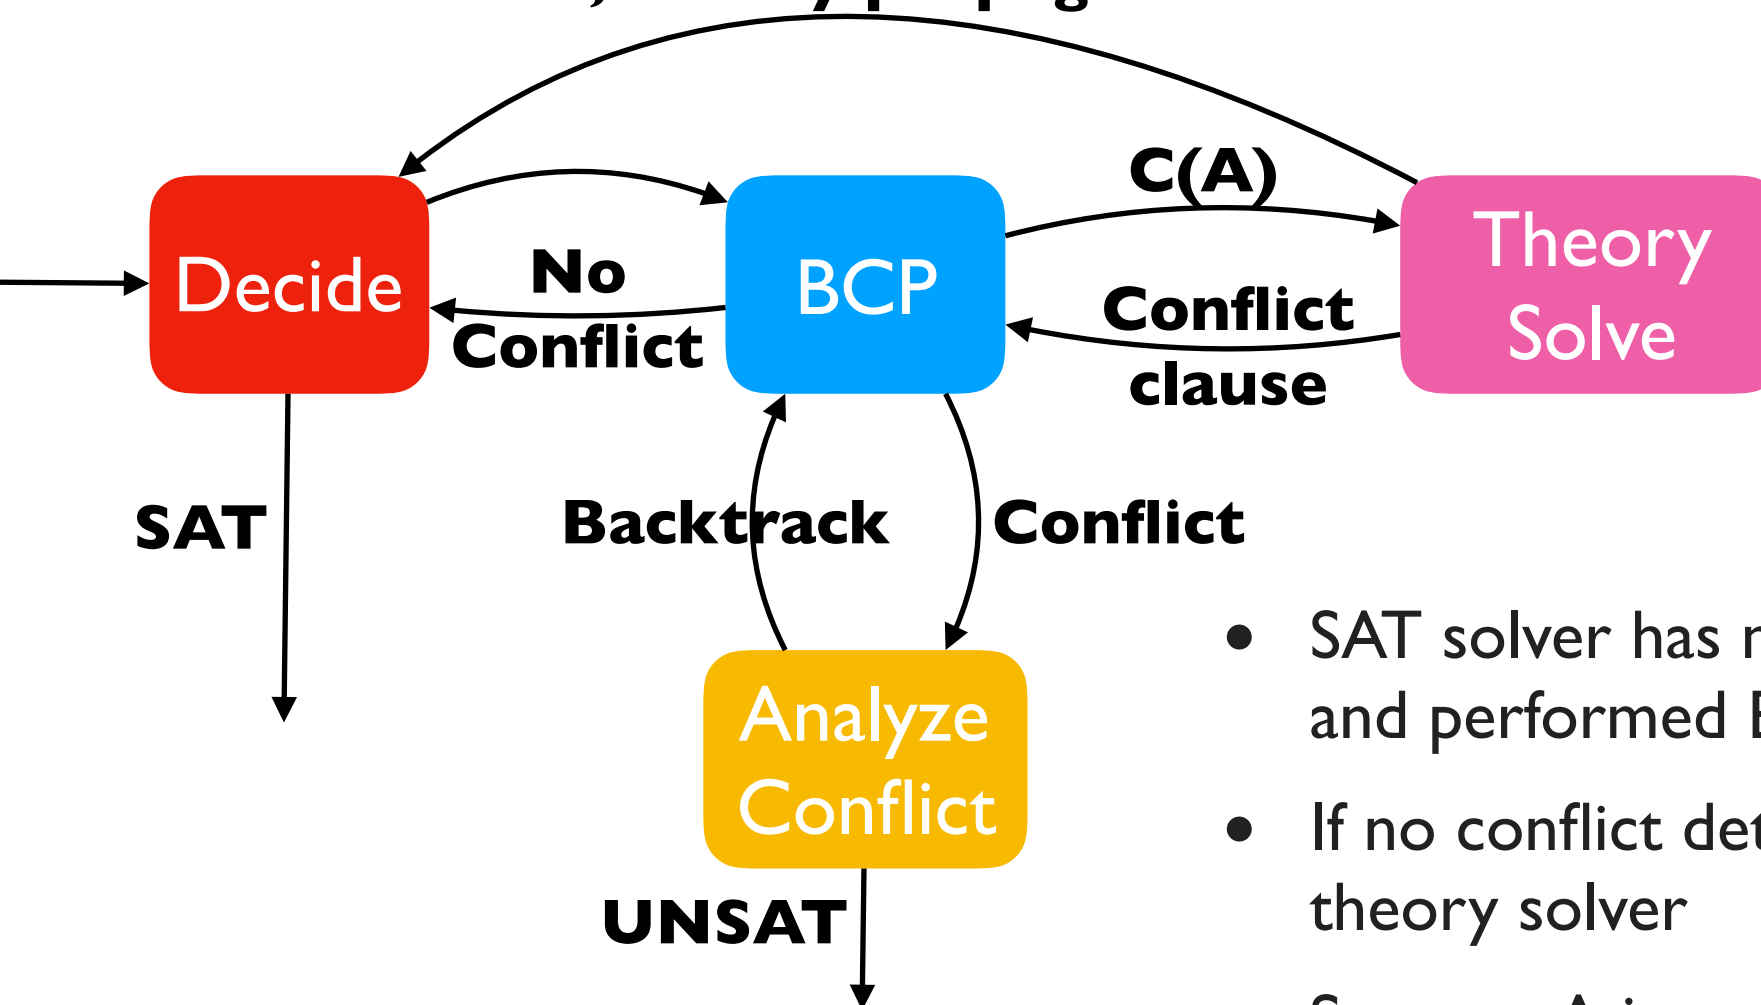 C(A)
Decide
No
Conflict
BCP
Conflict
clause
Theory
Solve
SAT
Backtrack
Conflict
Analyze
Conflict
UNSAT
SAT solver has
and performed
If no conflict
theory solver